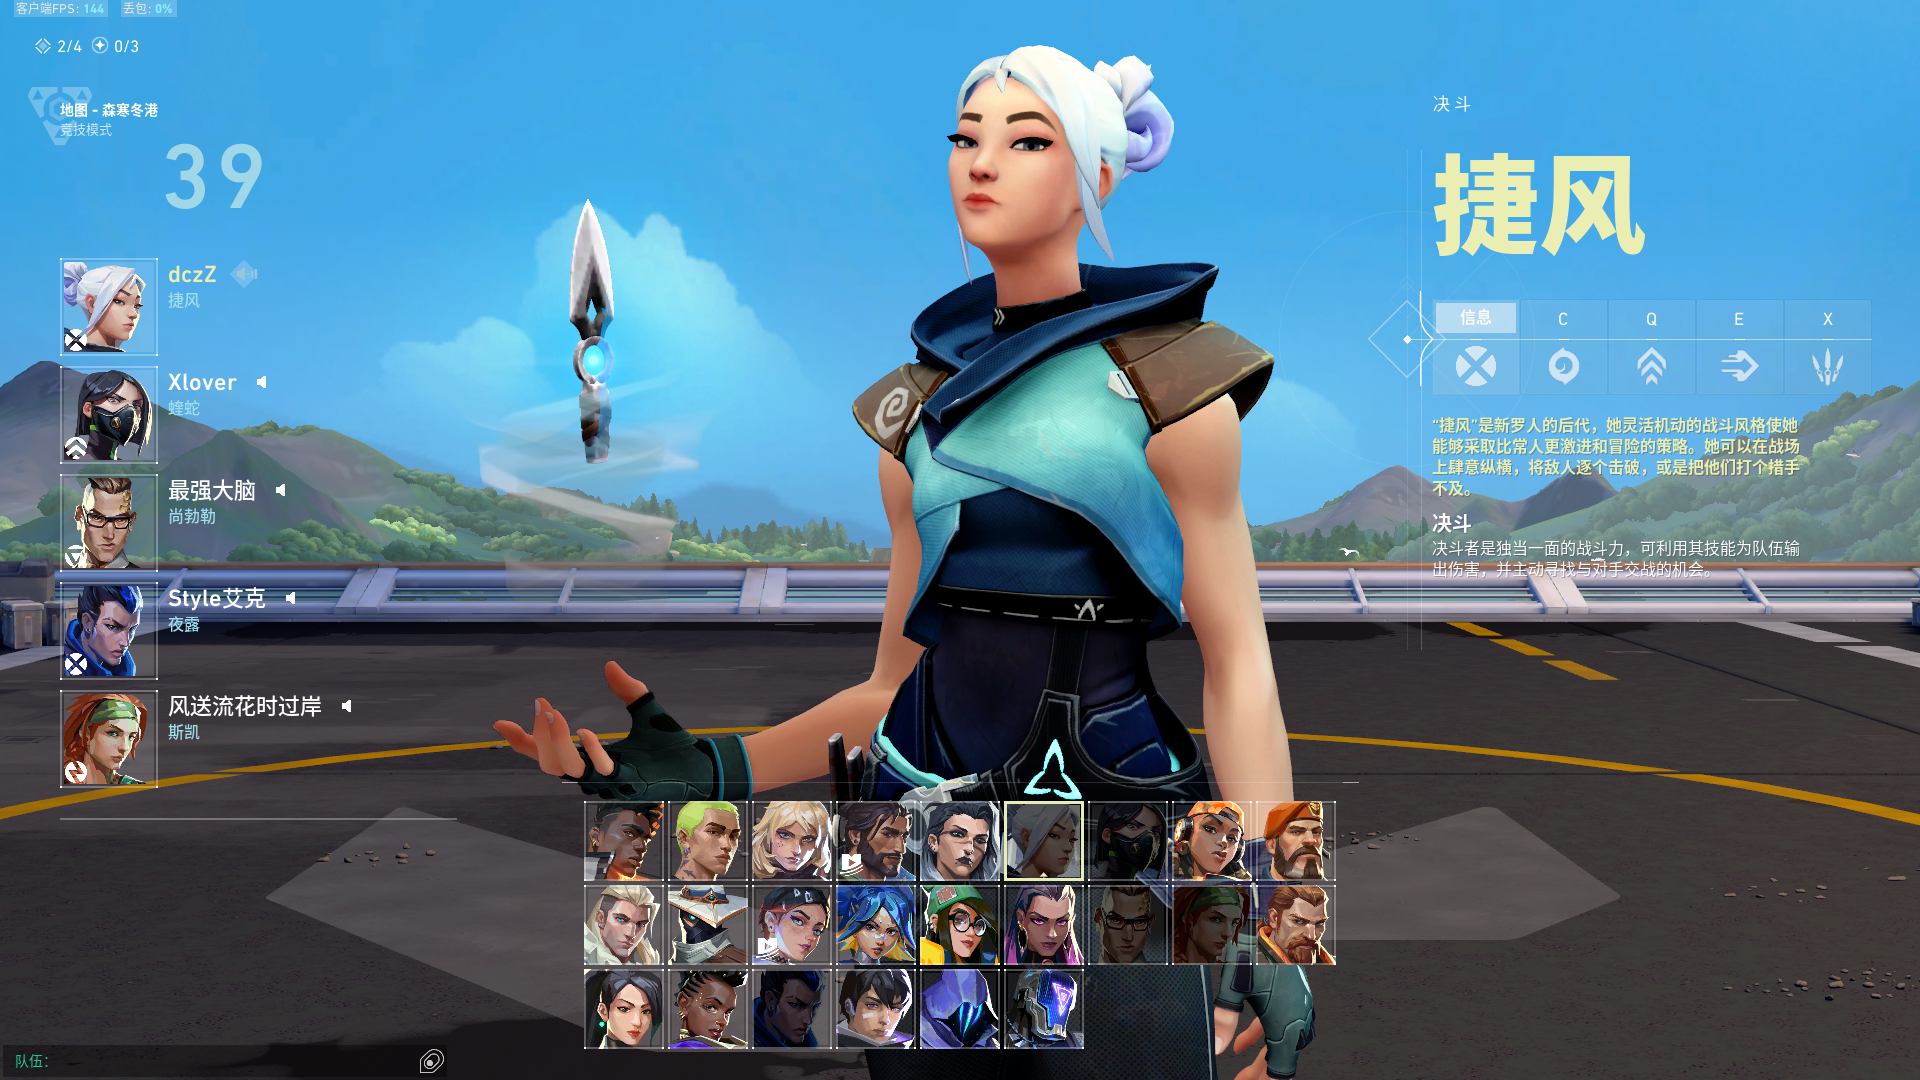 客户端FPS: 144 丢包: 0%
2/4 0/3
地图 - 森寒冬港
竞技模式
39
dczZ
捷风
Xlover
蝰蛇
最强大脑
尚勃勒
Style艾克
夜露
风送流花时过岸
斯凯
决斗
捷风
信息 C Q E X
“捷风”是新罗人的后代，她灵活机动的战斗风格使她
能够采取比常人更激进和冒险的策略。她可以在战场
上肆意纵横，将敌人逐个击破，或是把他们打个措手
不及。
决斗
决斗者是独当一面的战斗力，可利用其技能为队伍输
出伤害，并主动寻找与对手交战的机会。
队伍: